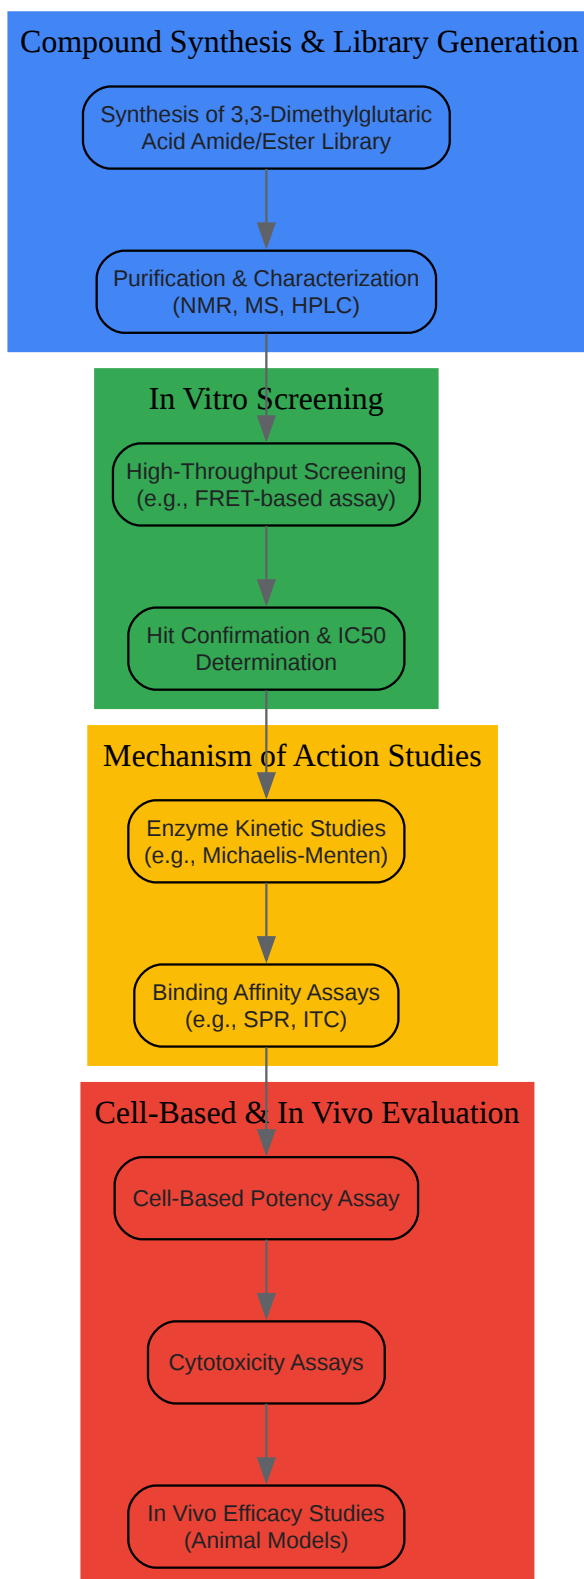 Compound Synthesis & Library Generation
Synthesis of 3,3-Dimethylglutaric
Acid Amide/Ester Library
Purification & Characterization
(NMR, MS, HPLC)
In Vitro Screening
High-Throughput Screening
(e.g., FRET-based assay)
Hit Confirmation & IC50
Determination
Mechanism of Action Studies
Enzyme Kinetic Studies
(e.g., Michaelis-Menten)
Binding Affinity Assays
(e.g., SPR, ITC)
Cell-Based & In Vivo Evaluation
Cell-Based Potency Assay
Cytotoxicity Assays
In Vivo Efficacy Studies
(Animal Models)